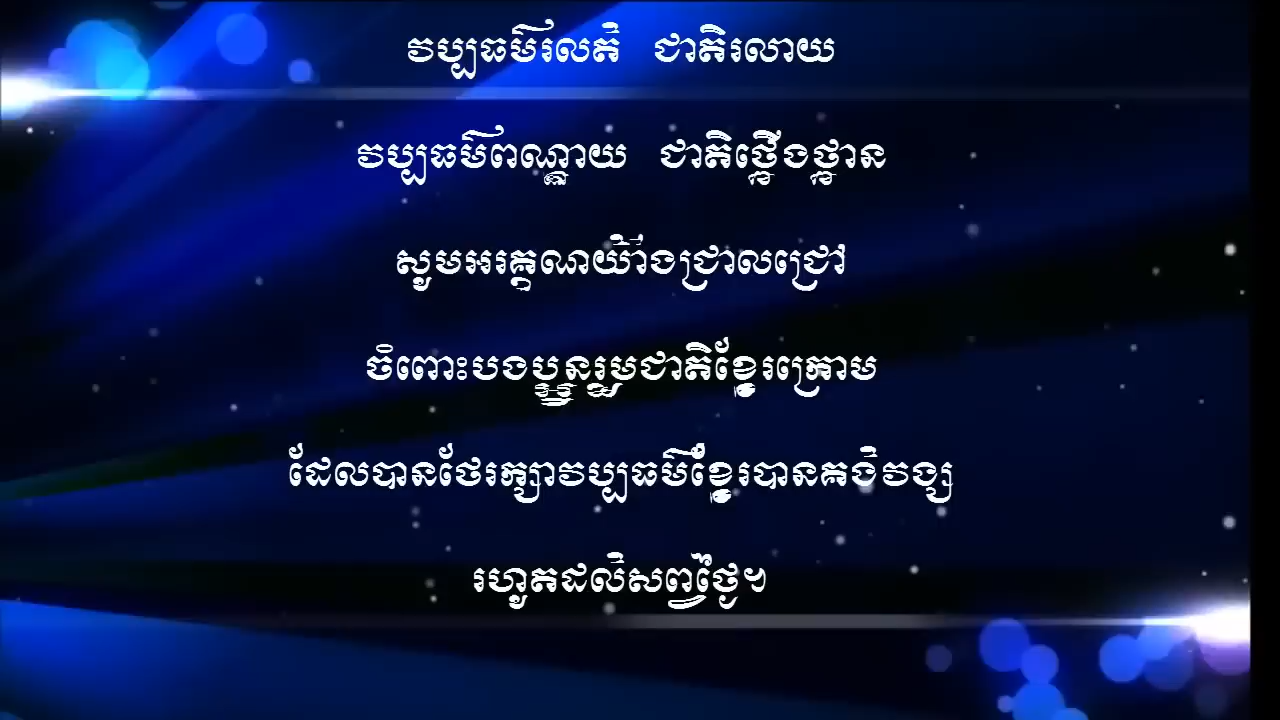 វប្បធម៌រលត់ ជាតិរលាយ
វប្បធម៌ពណ្ណាយ ជាតិថ្កើងថ្កាន
សូមអរគុណយ៉ាងជ្រាលជ្រៅ
ចំពោះបងប្អូនរួមជាតិខ្មែរក្រោម
ដែលបានថែរក្សាវប្បធម៌ខ្មែរបានគង់វង្ស
រហូតដល់សព្វថ្ងៃ។